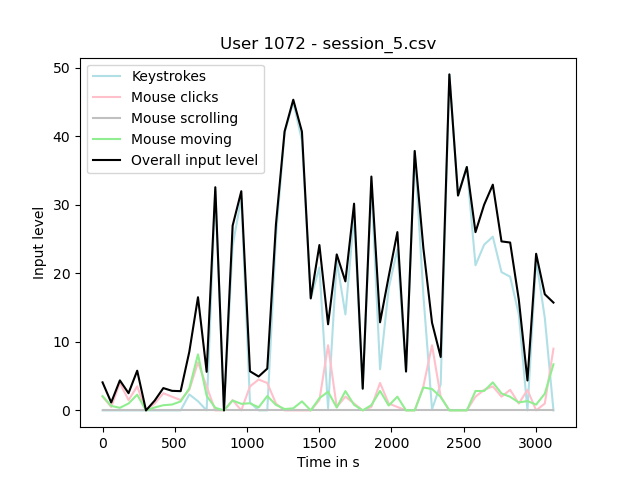 User 1072 - session_5.csv
Keystrokes
Mouse clicks
Mouse scrolling
Mouse moving
Overall input level
50
40
30
20
10
0
Input level
0 500 1000 1500 2000 2500 3000
Time in s